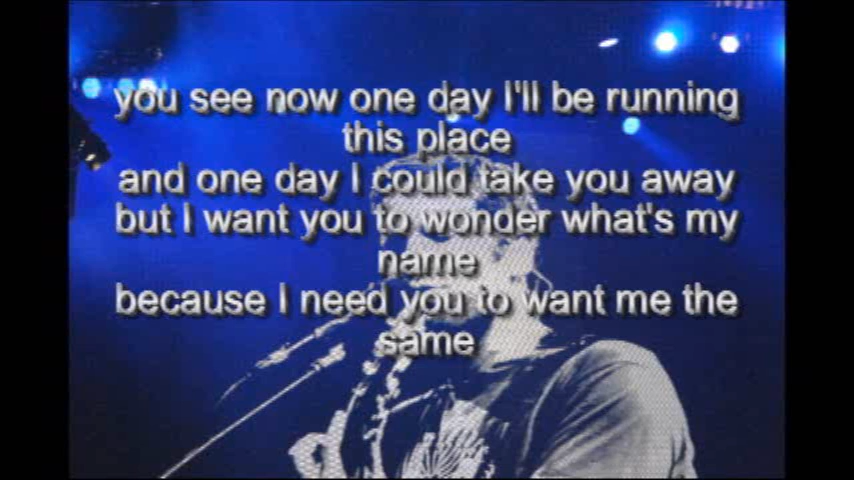 you see now one day I'll be running
this place
and one day I could take you away
but I want you to wonder what's my
name
because I need you to want me the
same